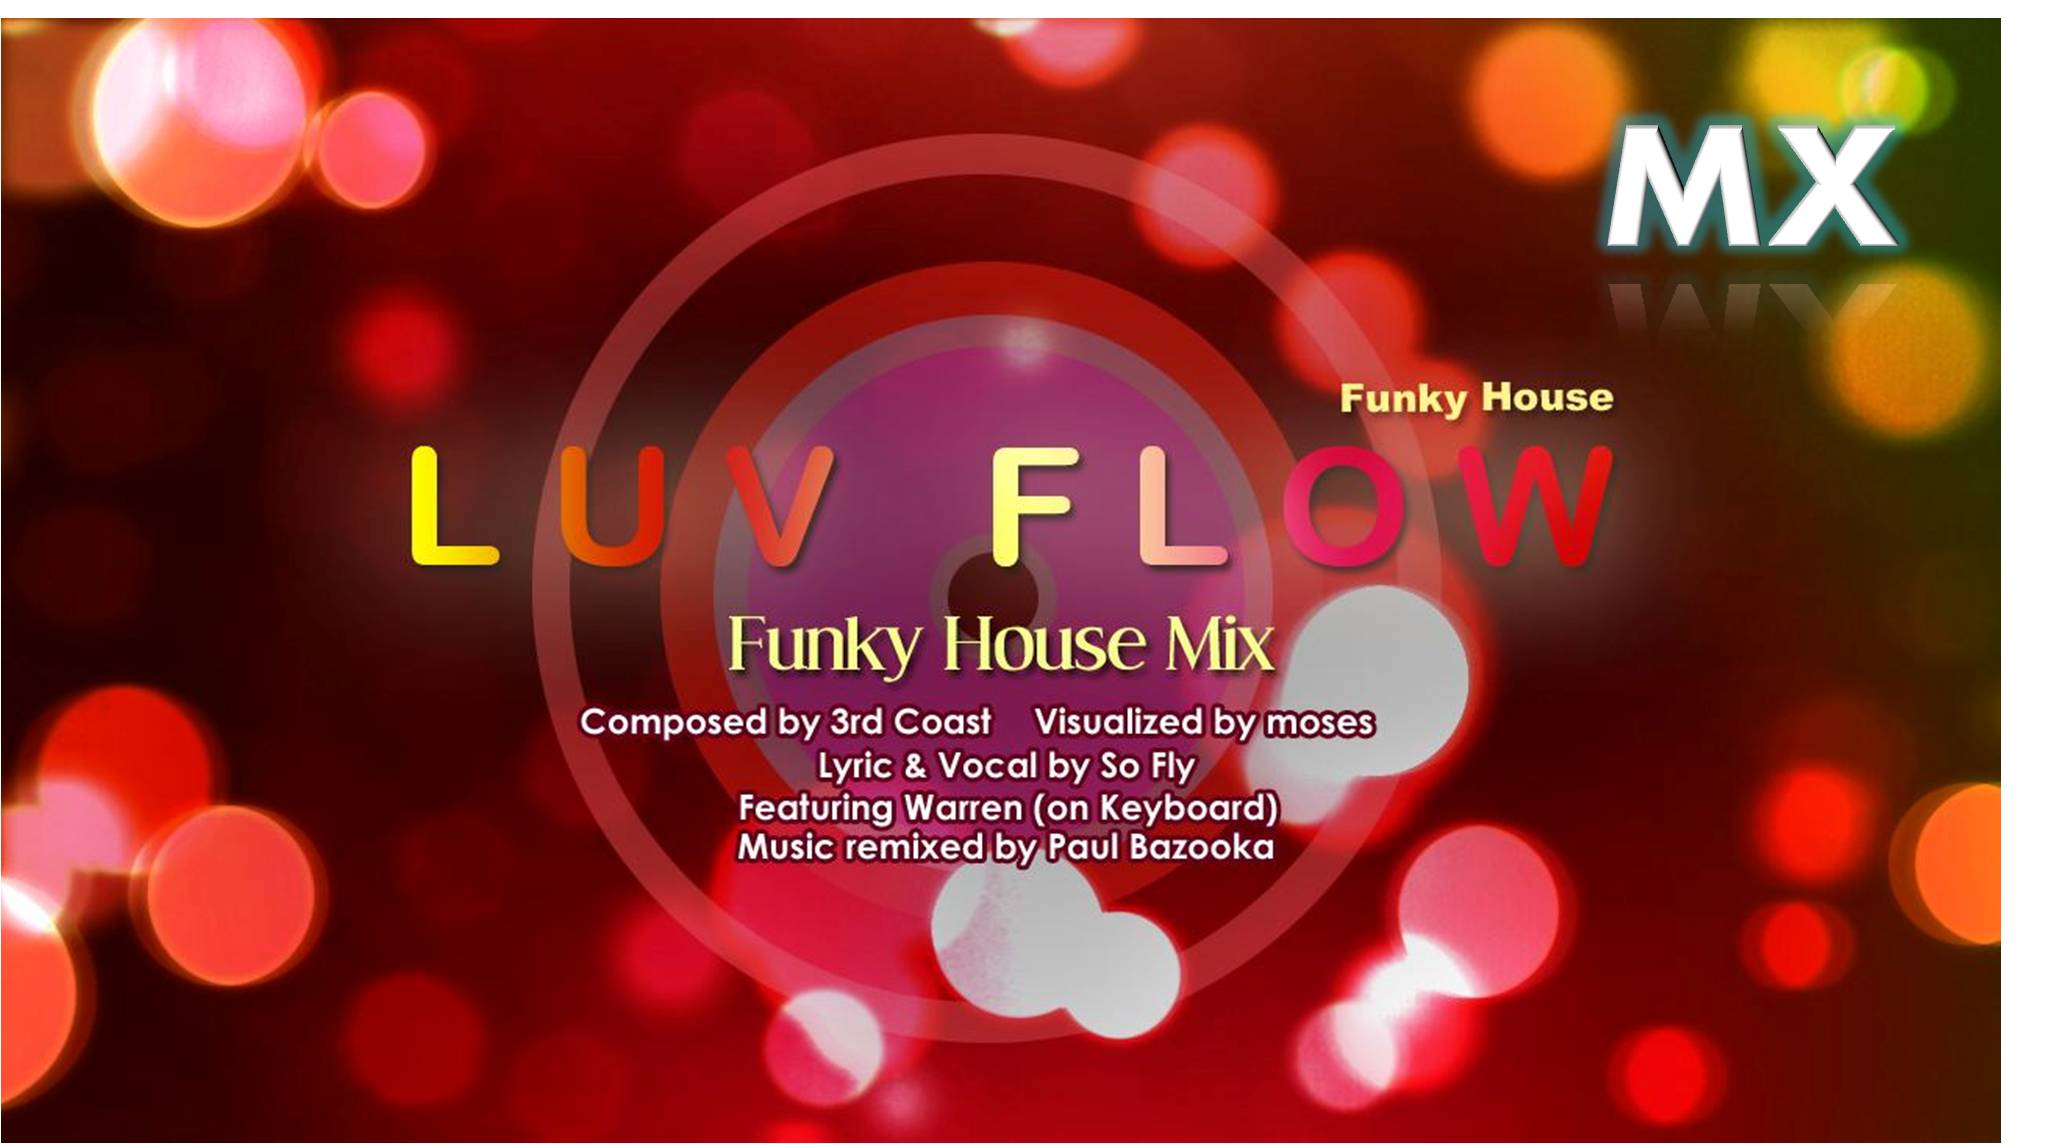 MX
Funky House
LUV FLOW
Funky House Mix
Composed by 3rd Coast Visualized by moses
Lyric & Vocal by So Fly
Featuring Warren (on Keyboard)
Music remixed by Paul Bazooka